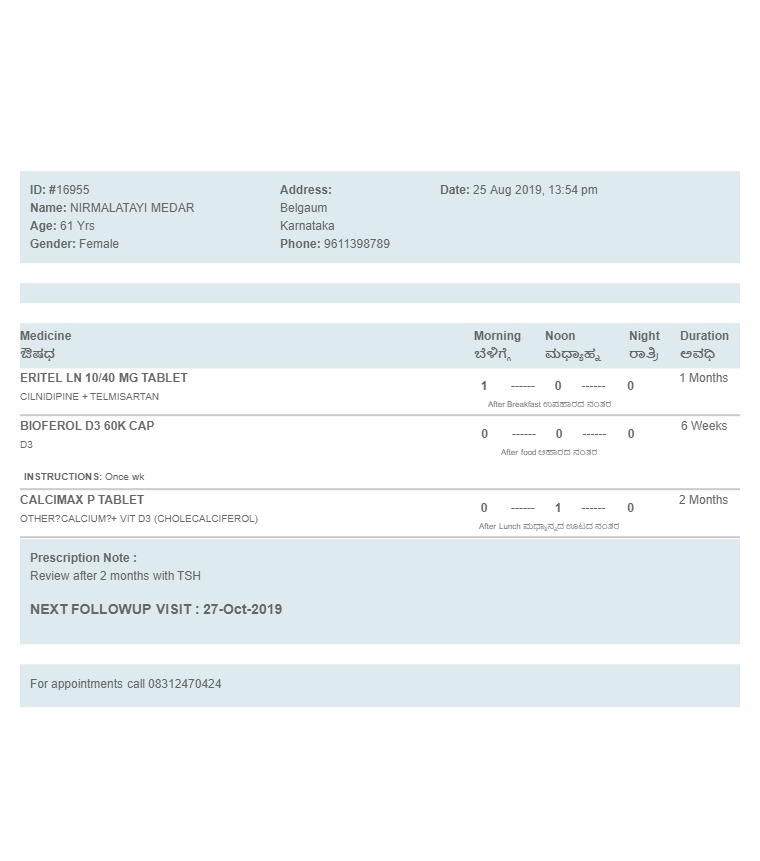 ID: #16955
Name: NIRMALATAYI MEDAR
Age: 61 Yrs
Gender: Female
Address:
Belgaum
Karnataka
Phone: 9611398789
Date: 25 Aug 2019, 13:54 pm
Medicine Morning Noon Night Duration
ಔಷಧ ಬೆಳಿಗ್ಗೆ ಮಧ್ಯಾಹ್ನ ರಾತ್ರಿ ಅವಧಿ
ERITEL LN 10/40 MG TABLET 1 ------ 0 ------ 0 1 Months
CILNIDIPINE + TELMISARTAN
After Breakfast ಉಪಹಾರದ ನಂತರ
BIOFEROL D3 60K CAP 0 ------ 0 ------ 0 6 Weeks
D3
After food ಆಹಾರದ ನಂತರ
INSTRUCTIONS: Once wk
CALCIMAX P TABLET 0 ------ 1 ------ 0 2 Months
OTHER?CALCIUM?+ VIT D3 (CHOLECALCIFEROL)
After Lunch ಮಧ್ಯಾನ್ನದ ಊಟದ ನಂತರ
Prescription Note :
Review after 2 months with TSH
NEXT FOLLOWUP VISIT : 27-Oct-2019
For appointments call 08312470424